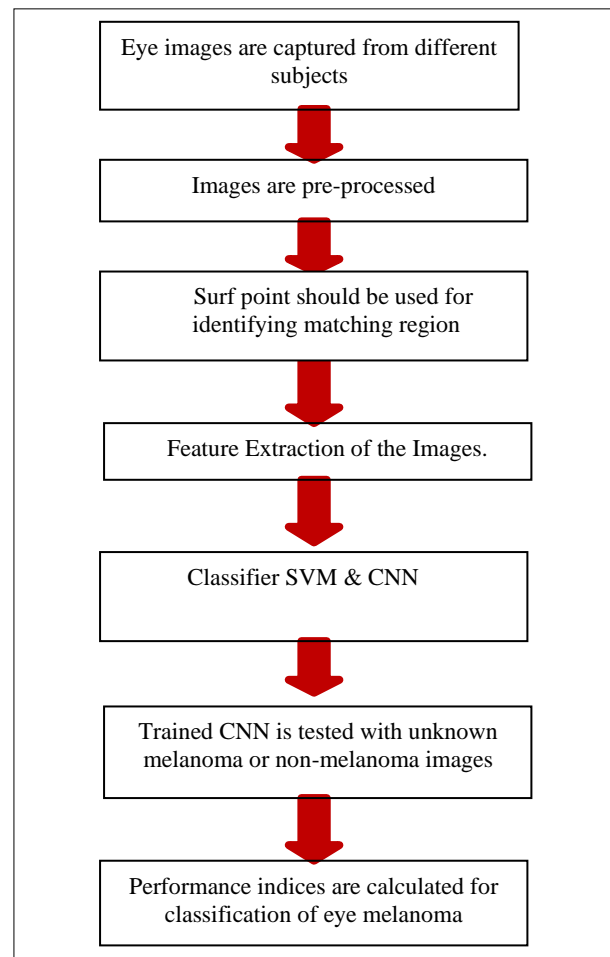 Eye images are captured from different
subjects
Images are pre-processed
Surf point should be used for
identifying matching region
Feature Extraction of the Images.
Classifier SVM & CNN
Trained CNN is tested with unknown
melanoma or non-melanoma images
Performance indices are calculated for
classification of eye melanoma